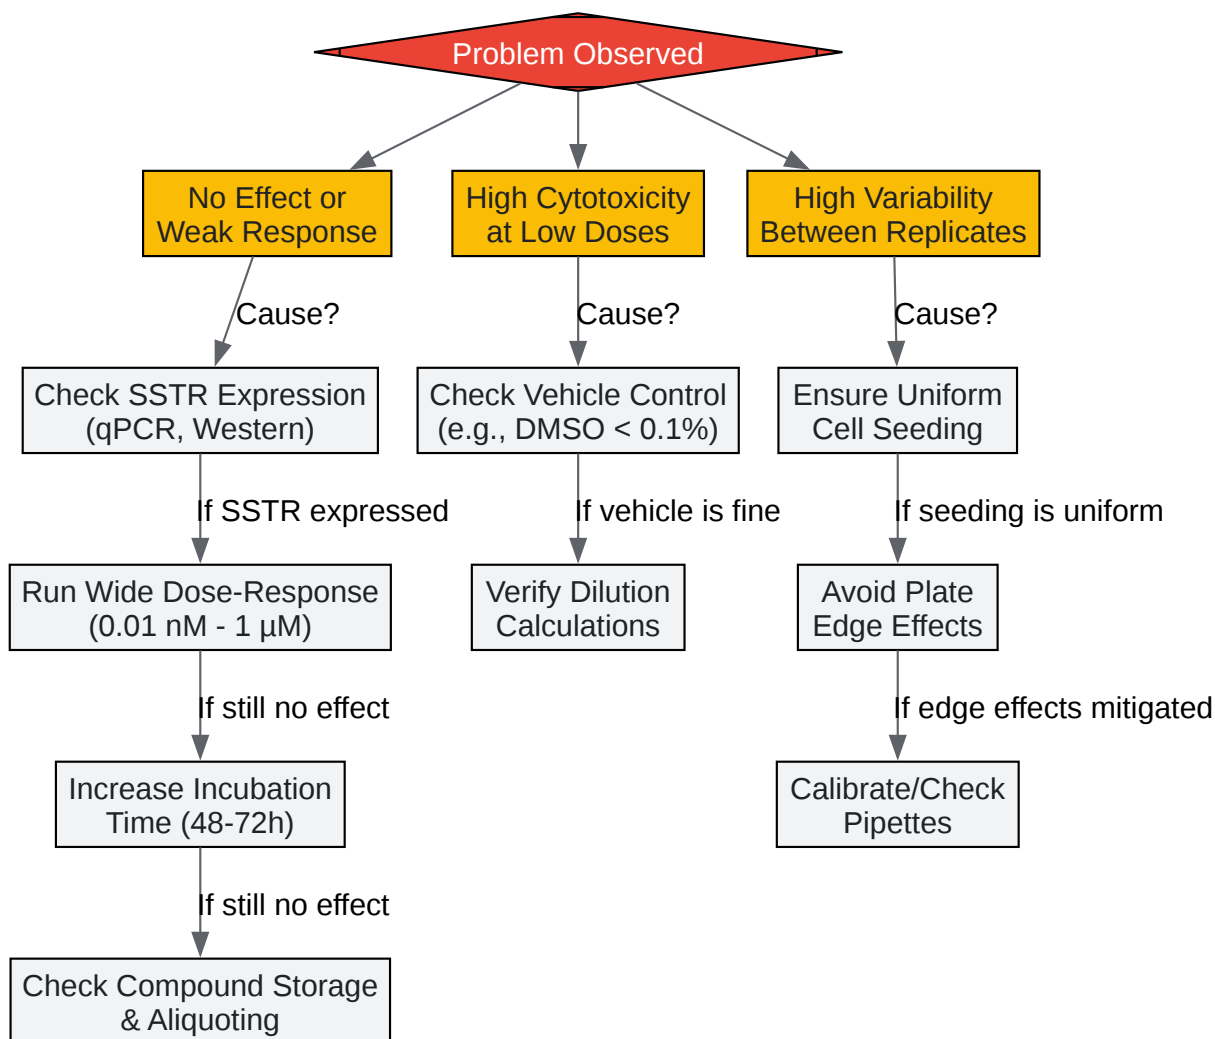 Problem Observed
No Effect or
Weak Response
High Cytotoxicity
at Low Doses
High Variability
Between Replicates
Cause?
Cause?
Cause?
Check SSTR Expression
(qPCR, Western)
Check Vehicle Control
(e.g., DMSO < 0.1%)
Ensure Uniform
Cell Seeding
If SSTR expressed
If vehicle is fine
If seeding is uniform
Run Wide Dose-Response
(0.01 nM - 1 µM)
Verify Dilution
Calculations
Avoid Plate
Edge Effects
If still no effect
If edge effects mitigated
Increase Incubation
Time (48-72h)
Calibrate/Check
Pipettes
If still no effect
Check Compound Storage
& Aliquoting